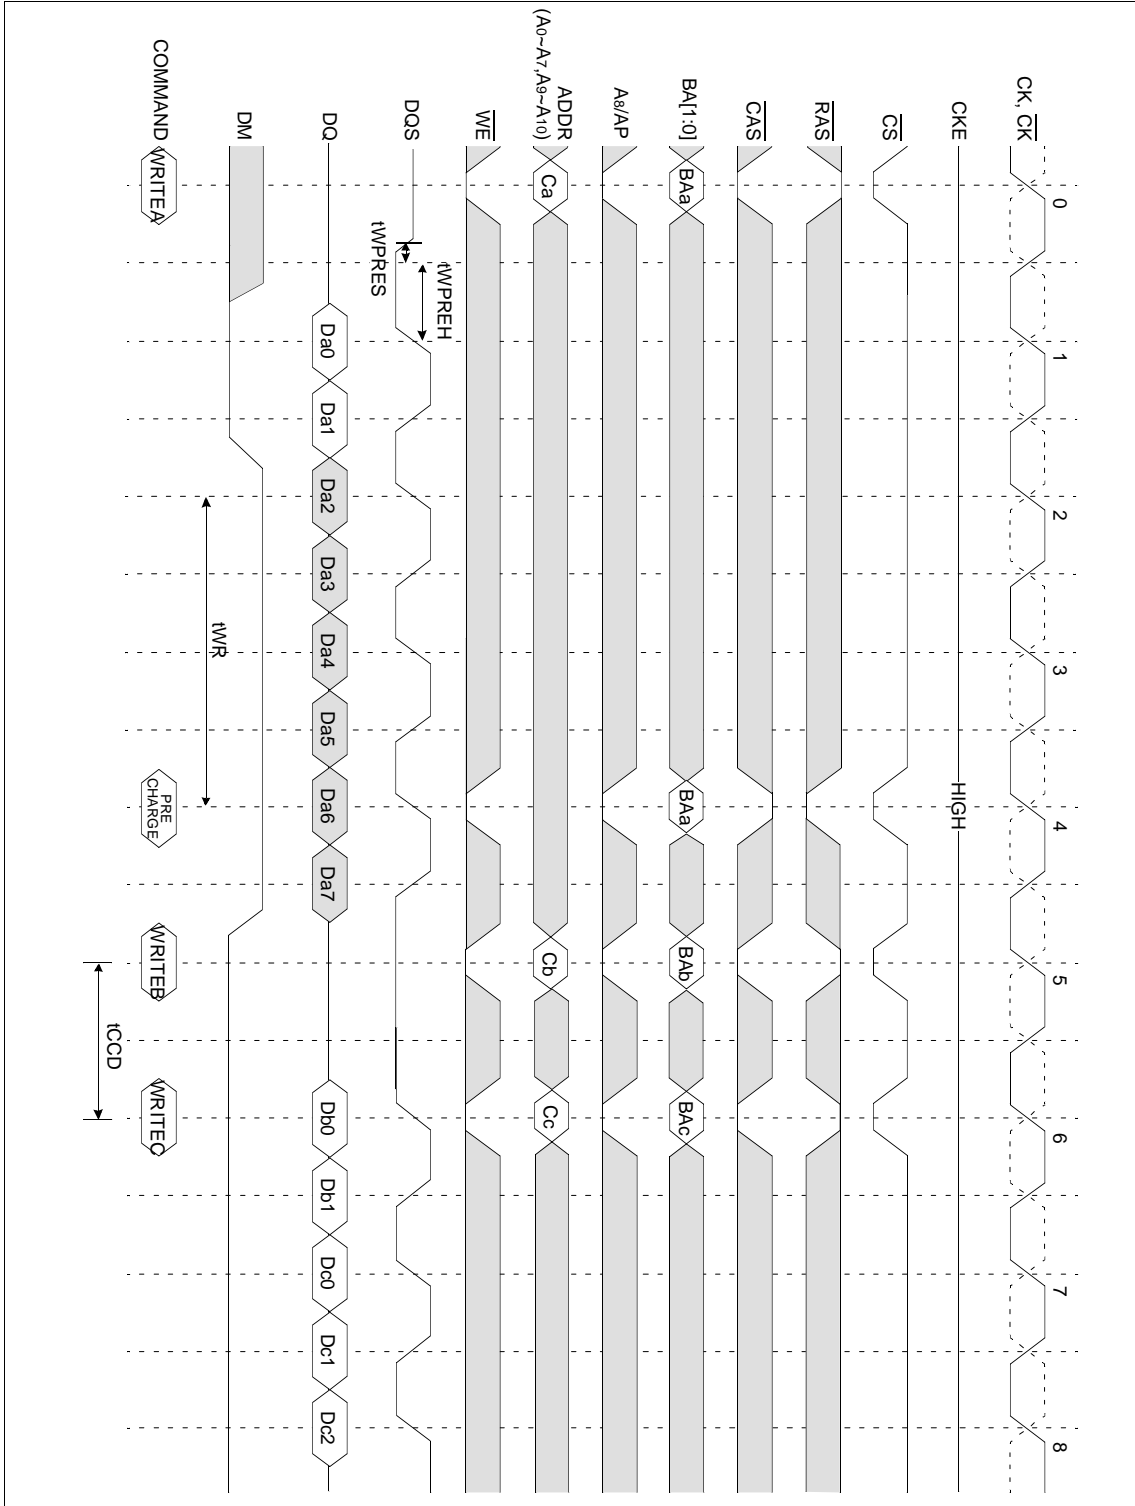 0 1 2 3 4 5 6 7 8
CK, CK
CKE HIGH
CS
RAS
CAS
BA[1:0] BAa BAa BAb BAc
A8/AP
ADDR
(A0~A7,A9~A10) Ca Cb Cc
WE
DQS
tWPREH
tWPRES
DQ Da0 Da1 Da2 Da3 Da4 Da5 Da6 Da7 Db0 Db1 Dc0 Dc1 Dc2
DM
tWR
COMMAND WRITEA PRE CHARGE WRITEB WRITEC
tCCD